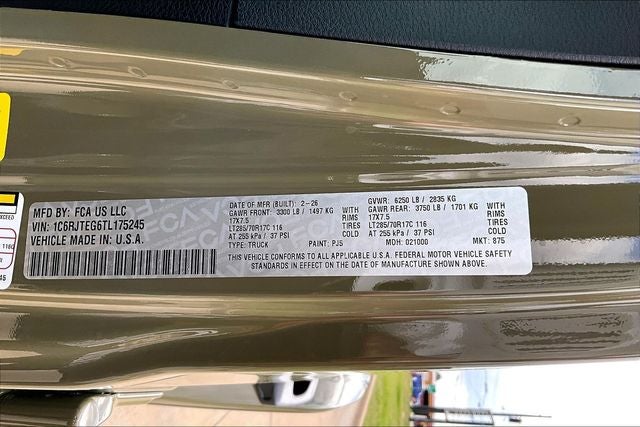 MFD BY: FCA US LLC
VIN: 1C6RJTEG6TL175245
VEHICLE MADE IN: U.S.A.
DATE OF MFR (BUILT): 2-26
GAWR FRONT: 3300 LB / 1497 KG WITH
17X7.5 RIMS
LT285/70R17C 116 TIRES
AT 255 kPa / 37 PSI COLD
TYPE: TRUCK PAINT: PJ5
GVWR: 6250 LB / 2835 KG
GAWR REAR: 3750 LB / 1701 KG WITH
17X7.5 RIMS
LT285/70R17C 116 TIRES
AT 255 kPa / 37 PSI COLD
MDH: 021000 MKT: 875
THIS VEHICLE CONFORMS TO ALL APPLICABLE U.S.A. FEDERAL MOTOR VEHICLE SAFETY
STANDARDS IN EFFECT ON THE DATE OF MANUFACTURE SHOWN ABOVE.
EXCEED
116C
45